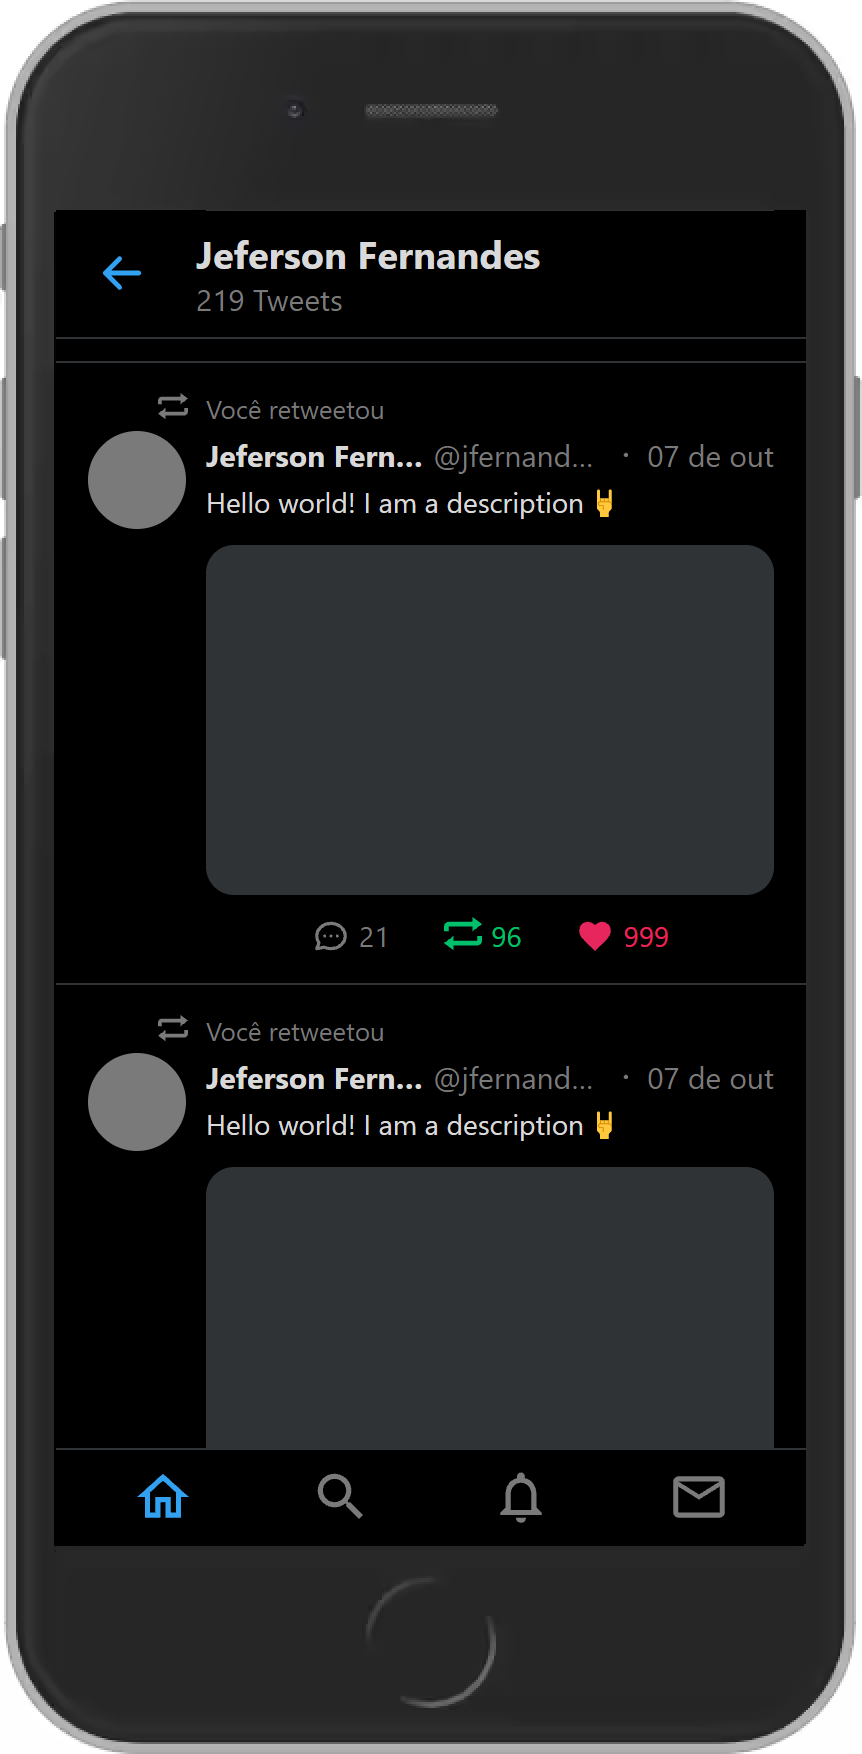 Jeferson Fernandes
219 Tweets
Você retweetou
Jeferson Fern... @jfernand... · 07 de out
Hello world! I am a description 🤘
21 96 999
Você retweetou
Jeferson Fern... @jfernand... · 07 de out
Hello world! I am a description 🤘